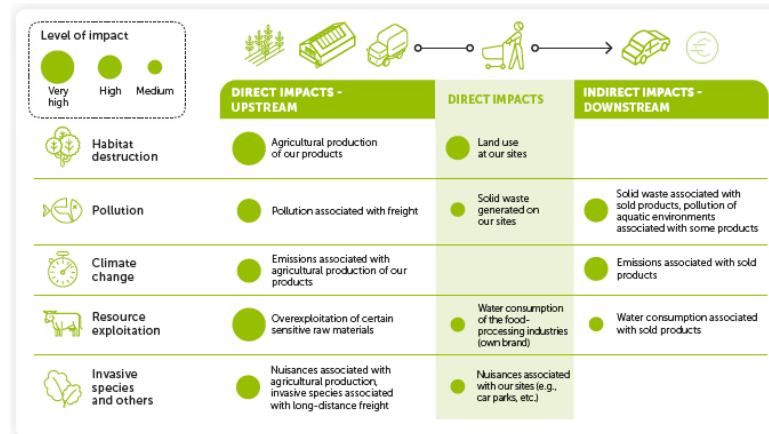 Level of impact
Very
high
High
Medium
DIRECT IMPACTS -
UPSTREAM
DIRECT IMPACTS
INDIRECT IMPACTS -
DOWNSTREAM
Habitat
destruction
Agricultural production
of our products
Land use
at our sites
Pollution
Pollution associated with freight
Solid waste
generated on
our sites
Solid waste associated with
sold products, pollution of
aquatic environments
associated with some products
Climate
change
Emissions associated with
agricultural production of our
products
Emissions associated with sold
products
Resource
exploitation
Overexploitation of certain
sensitive raw materials
Water consumption
of the food-
processing industries
(own brand)
Water consumption associated
with sold products
Invasive
species
and others
Nuisances associated with
agricultural production,
invasive species associated
with long-distance freight
Nuisances associated
with our sites (e.g.,
car parks, etc.)